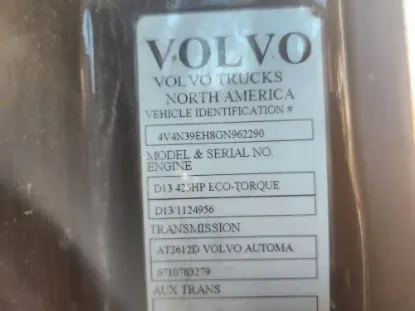 VOLVO
VOLVO TRUCKS
NORTH AMERICA
VEHICLE IDENTIFICATION #
4V4N39EH8GN962290
MODEL & SERIAL NO.
ENGINE
D13 425HP ECO-TORQUE
D13/1124956
TRANSMISSION
AT2612D VOLVO AUTOMA
0710783279
AUX TRANS